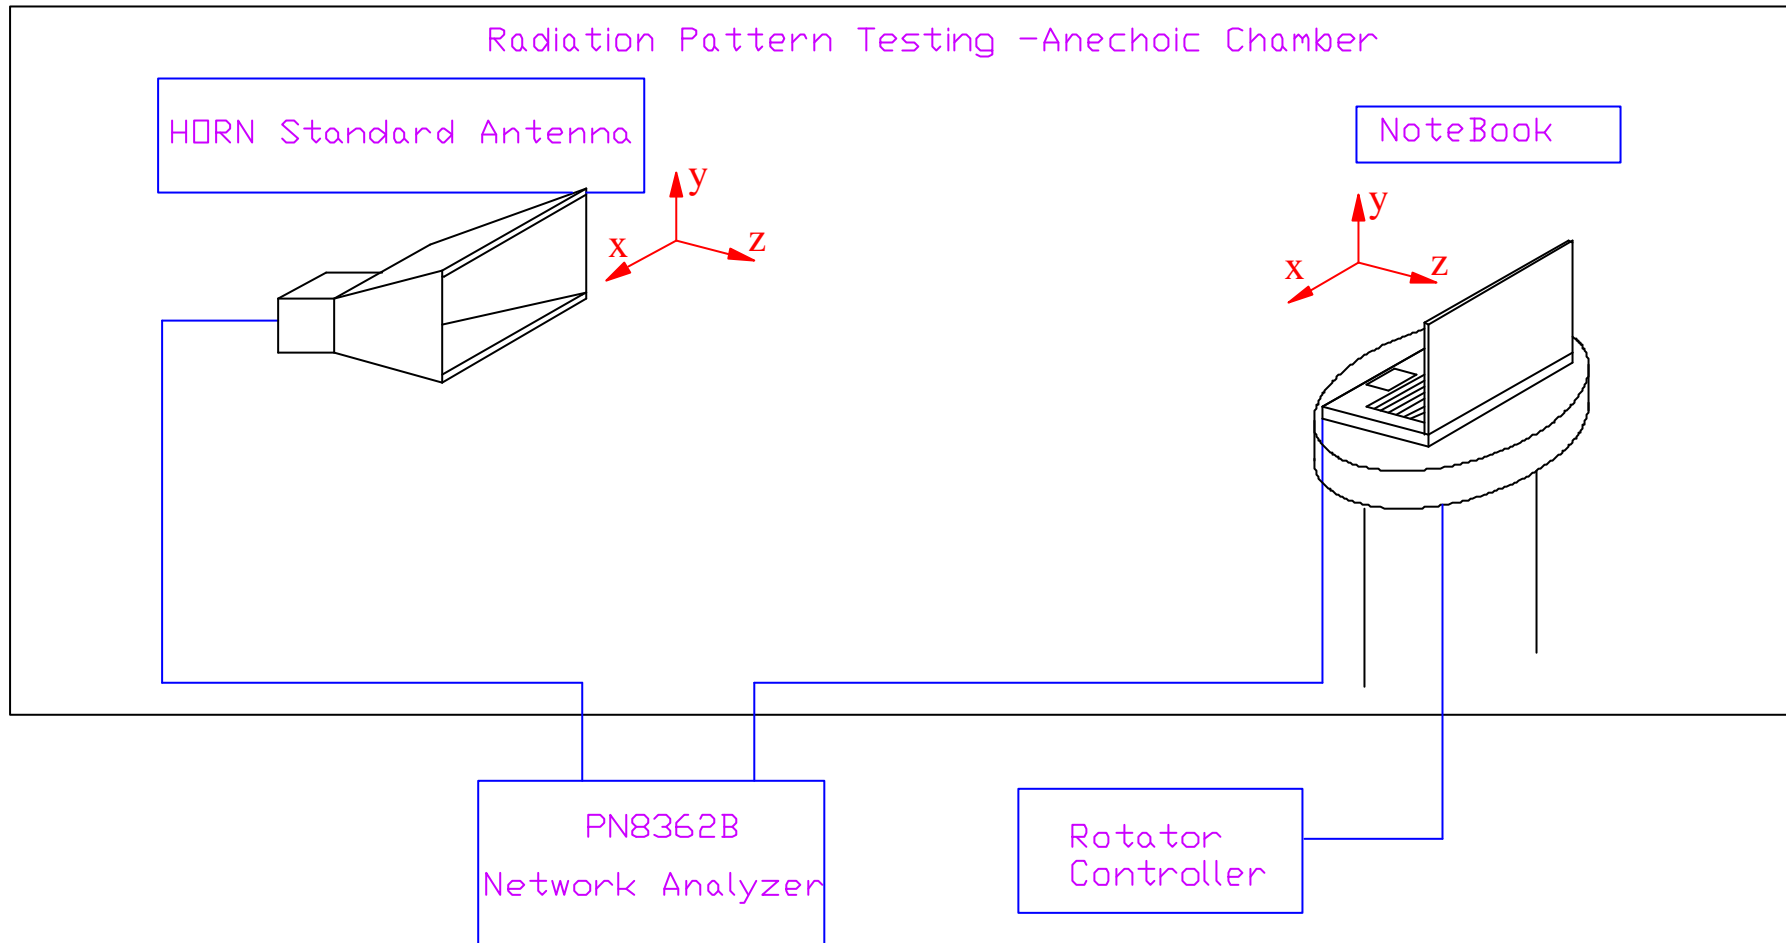 Radiation Pattern Testing -Anechoic Chamber
HORN Standard Antenna
NoteBook
y
x
z
y
x
z
PN8362B
Network Analyzer
Rotator
Controller